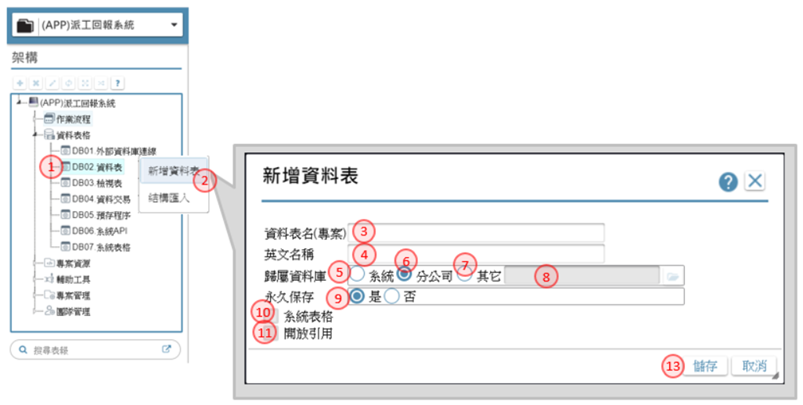 (APP)派工回報系統
架構
(APP)派工回報系統
作業流程
資料表格
DB01.外部資料庫連線
1 DB02.資料表
DB03.檢視表
DB04.資料交易
DB05.預存程序
DB06.系統API
DB07.系統表格
專案資源
輔助工具
專案管理
團隊管理
搜尋表銥
新增資料表 2
結構匯入
新增資料表
?
資料表名(專案) 3
英文名稱 4
歸屬資料庫 5 系統 6 分公司 7 其它 8
永久保存 9 是 否
10 系統表格
11 開放引用
13 儲存 取消